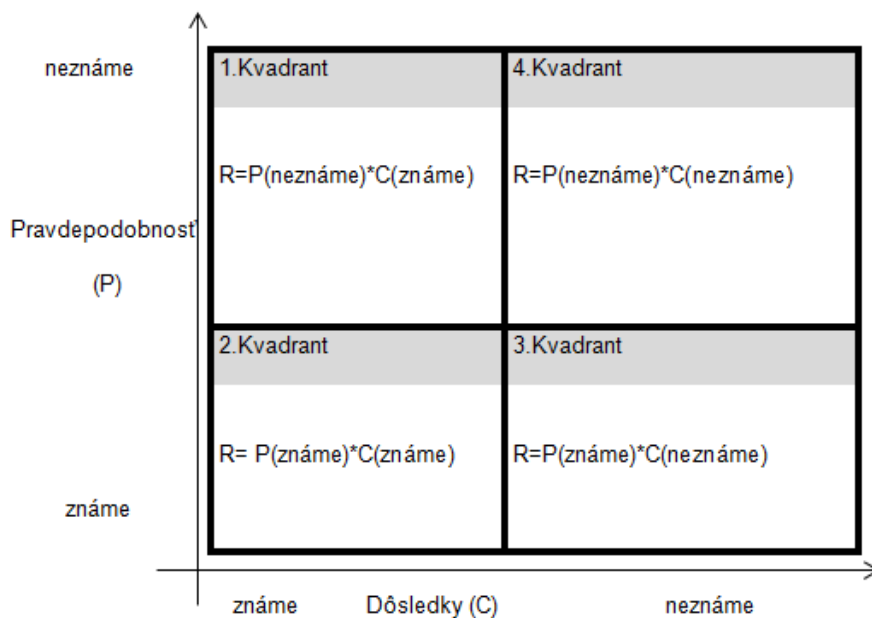 neznáme
1.Kvadrant
4.Kvadrant
R=P(neznáme)*C(známe)
R=P(neznáme)*C(neznáme)
Pravdepodobnosť
(P)
2.Kvadrant
3.Kvadrant
R= P(známe)*C(známe)
R=P(známe)*C(neznáme)
známe
známe
Dôsledky (C)
neznáme